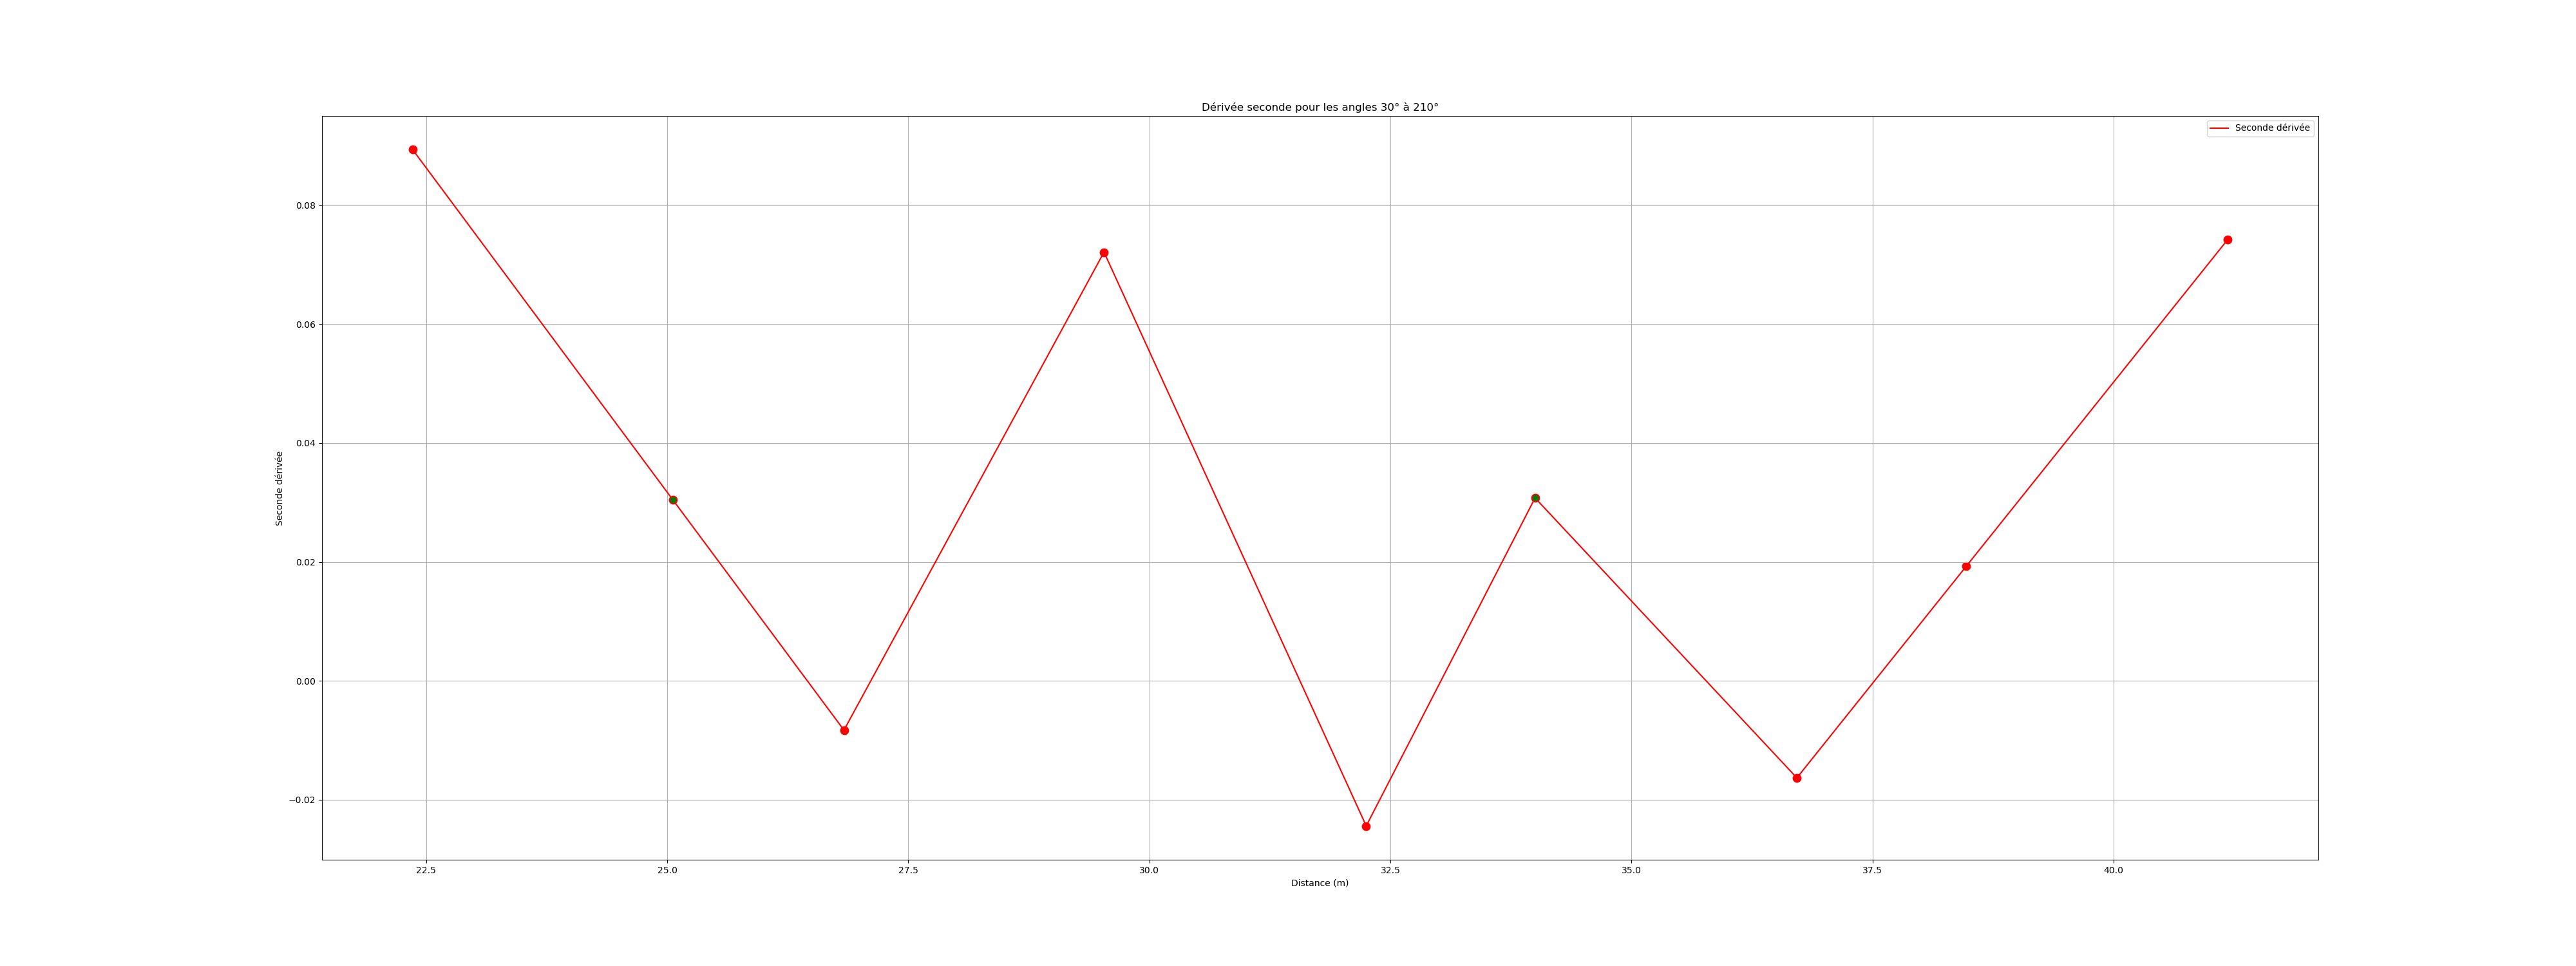 Dérivée seconde pour les angles 30° à 210°
Seconde dérivée
0.08
0.06
0.04
0.02
0.00
−0.02
Seconde dérivée
22.5 25.0 27.5 30.0 32.5 35.0 37.5 40.0
Distance (m)